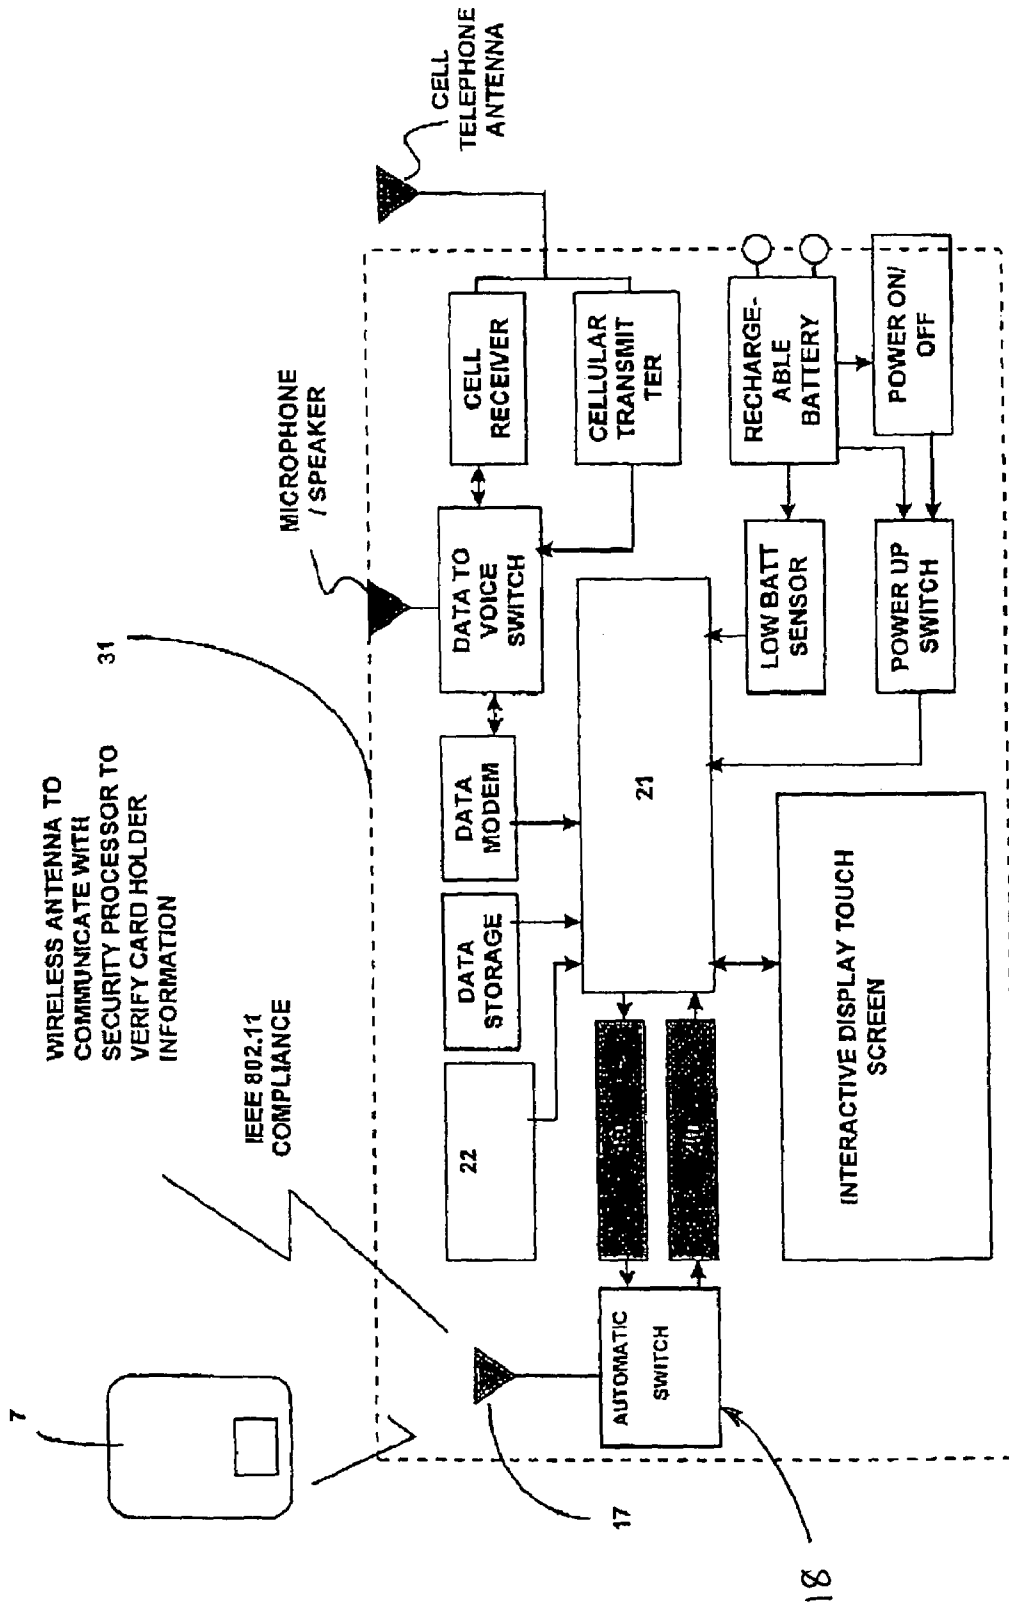 7
WIRELESS ANTENNA TO
COMMUNICATE WITH
SECURITY PROCESSOR TO
VERIFY CARD HOLDER
INFORMATION
31
IEEE 802.11
COMPLIANCE
MICROPHONE
/ SPEAKER
CELL
TELEPHONE
ANTENNA
17
18
22
DATA
STORAGE
DATA
MODEM
DATA TO
VOICE
SWITCH
CELL
RECEIVER
CELLULAR
TRANSMIT
TER
AUTOMATIC
SWITCH
19
20
21
LOW BATT
SENSOR
RECHARGE-
ABLE
BATTERY
POWER UP
SWITCH
POWER ON/
OFF
INTERACTIVE DISPLAY TOUCH
SCREEN